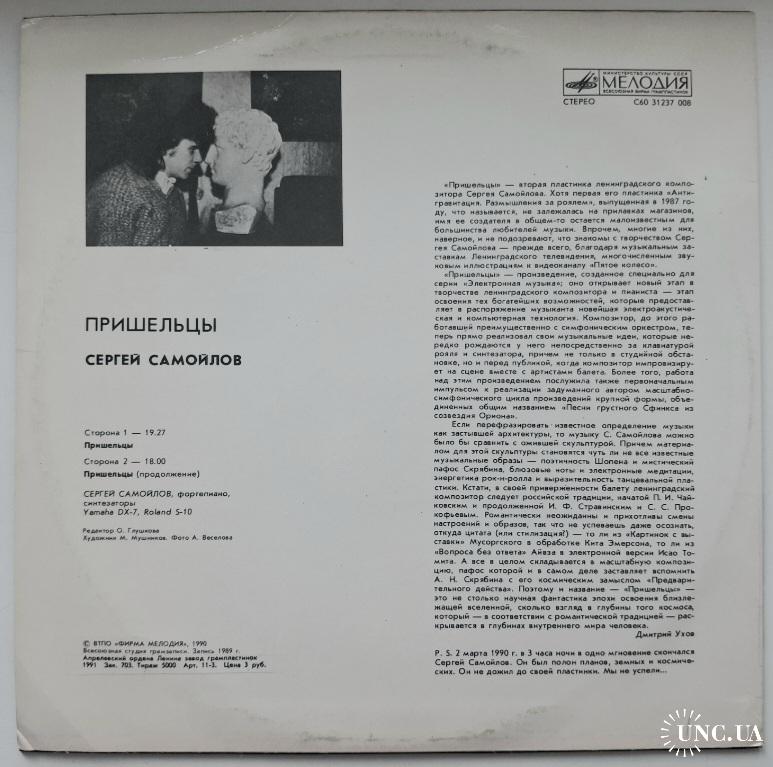 МИНИСТЕРСТВО КУЛЬТУРЫ СССР
МЕЛОДИЯ
ВСЕСОЮЗНАЯ ФИРМА ГРАМПЛАСТИНОК
СТЕРЕО С60 31237 008
ПРИШЕЛЬЦЫ
СЕРГЕЙ САМОЙЛОВ
Сторона 1 — 19.27
Пришельцы
Сторона 2 — 18.00
Пришельцы (продолжение)
СЕРГЕЙ САМОЙЛОВ, фортепиано,
синтезаторы
Yamaha DX-7, Roland S-10
Редактор О. Глушкова
Художник М. Мушников. Фото А. Веселова
© ВТПО «ФИРМА МЕЛОДИЯ», 1990
Всесоюзная студия грамзаписи. Запись 1989 г.
Апрелевский ордена Ленина завод грампластинок
1991 Зак. 703. Тираж 5000 Арт. 11-3. Цена 3 руб.
«Пришельцы» — вторая пластинка ленинградского компо-
зитора Сергея Самойлова. Хотя первая его пластинка «Анти-
гравитация. Размышления за роялем», выпущенная в 1987 го-
ду, что называется, не залежалась на прилавках магазинов,
имя ее создателя в общем-то остается малоизвестным для
большинства любителей музыки. Впрочем, многие из них,
наверное, и не подозревают, что знакомы с творчеством Сер-
гея Самойлова — прежде всего, благодаря музыкальным за-
ставкам Ленинградского телевидения, многочисленным зву-
ковым иллюстрациям к видеоканалу «Пятое колесо».
«Пришельцы» — произведение, созданное специально для
серии «Электронная музыка»; оно открывает новый этап в
творчестве ленинградского композитора и пианиста — этап
освоения тех богатейших возможностей, которые предостав-
ляет в распоряжение музыканта новейшая электроакустиче-
ская и компьютерная технология. Композитор, до этого ра-
ботавший преимущественно с симфоническим оркестром, те-
перь прямо реализовал свои музыкальные идеи, которые не-
редко рождаются у него непосредственно за клавиатурой
рояля и синтезатора, причем не только в студийной обста-
новке, но и перед публикой, когда композитор импровизиру-
ет на сцене вместе с артистами балета. Более того, работа
над этим произведением послужила также первоначальным
импульсом к реализации задуманного автором масштабно-
симфонического цикла произведений крупной формы, объе-
диненных общим названием «Песни грустного Сфинкса из
созвездия Ориона».
Если перефразировать известное определение музыки
как застывшей архитектуры, то музыку С. Самойлова можно
было бы сравнить с ожившей скульптурой. Причем материа-
лом для этой скульптуры становятся чуть ли не все известные
музыкальные образы — поэтичность Шопена и мистический
пафос Скрябина, блюзовые ноты и электронные медитации,
энергетика рок-н-ролла и выразительность танцевальной пла-
стики. Кстати, в своей приверженности балету ленинградский
композитор следует российской традиции, начатой П. И. Чай-
ковским и продолженной И. Ф. Стравинским и С. С. Про-
кофьевым. Романтически неожиданны и прихотливы смены
настроений и образов, так что не успеваешь даже осознать,
откуда цитата (или стилизация?) — то ли из «Картинок с вы-
ставки» Мусоргского в обработке Кита Эмерсона, то ли из
«Вопроса без ответа» Айвза в электронной версии Исао То-
мита. А все в целом складывается в масштабную компози-
цию, пафос которой и в самом деле заставляет вспомнить
А. Н. Скрябина с его космическим замыслом «Предвари-
тельного действа». Поэтому и название — «Пришельцы» —
это не столько научная фантастика эпохи освоения близле-
жащей вселенной, сколько взгляд в глубины того космоса,
который — в соответствии с романтической традицией — рас-
крывается в глубинах внутреннего мира человека.
Дмитрий Ухов
P. S. 2 марта 1990 г. в 3 часа ночи в одно мгновение скончался
Сергей Самойлов. Он был полон планов, земных и космиче-
ских. Он не дожил до своей пластинки. Мы не успели...
UNC.UA